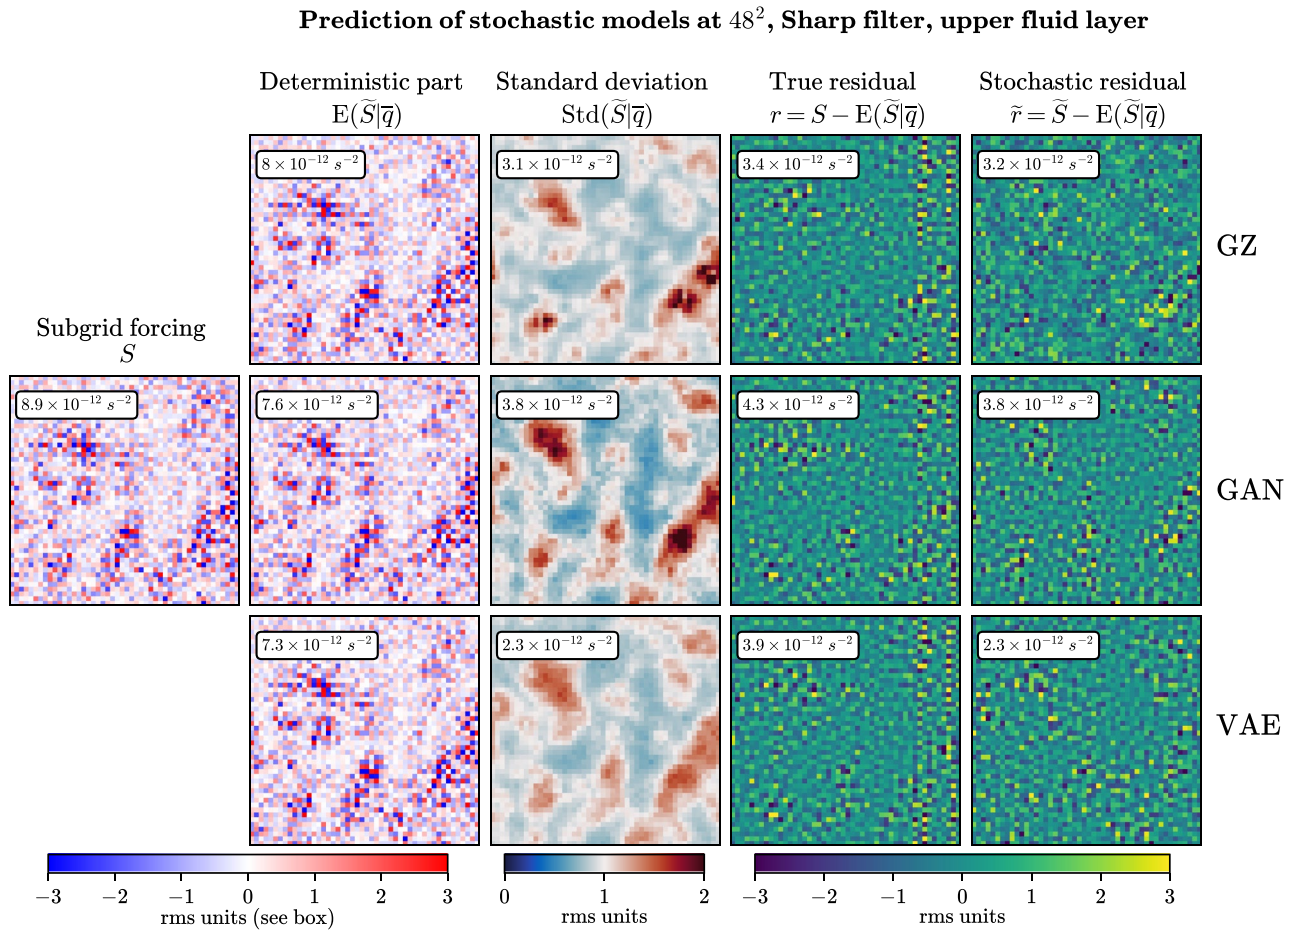 Prediction of stochastic models at 48², Sharp filter, upper fluid layer
Deterministic part
E(S̃|q̅)
Standard deviation
Std(S̃|q̅)
True residual
r = S − E(S̃|q̅)
Stochastic residual
r̃ = S̃ − E(S̃|q̅)
8 × 10⁻¹² s⁻²
3.1 × 10⁻¹² s⁻²
3.4 × 10⁻¹² s⁻²
3.2 × 10⁻¹² s⁻²
GZ
Subgrid forcing
S
8.9 × 10⁻¹² s⁻²
7.6 × 10⁻¹² s⁻²
3.8 × 10⁻¹² s⁻²
4.3 × 10⁻¹² s⁻²
3.8 × 10⁻¹² s⁻²
GAN
7.3 × 10⁻¹² s⁻²
2.3 × 10⁻¹² s⁻²
3.9 × 10⁻¹² s⁻²
2.3 × 10⁻¹² s⁻²
VAE
−3 −2 −1 0 1 2 3
rms units (see box)
0 1 2
rms units
−3 −2 −1 0 1 2 3
rms units